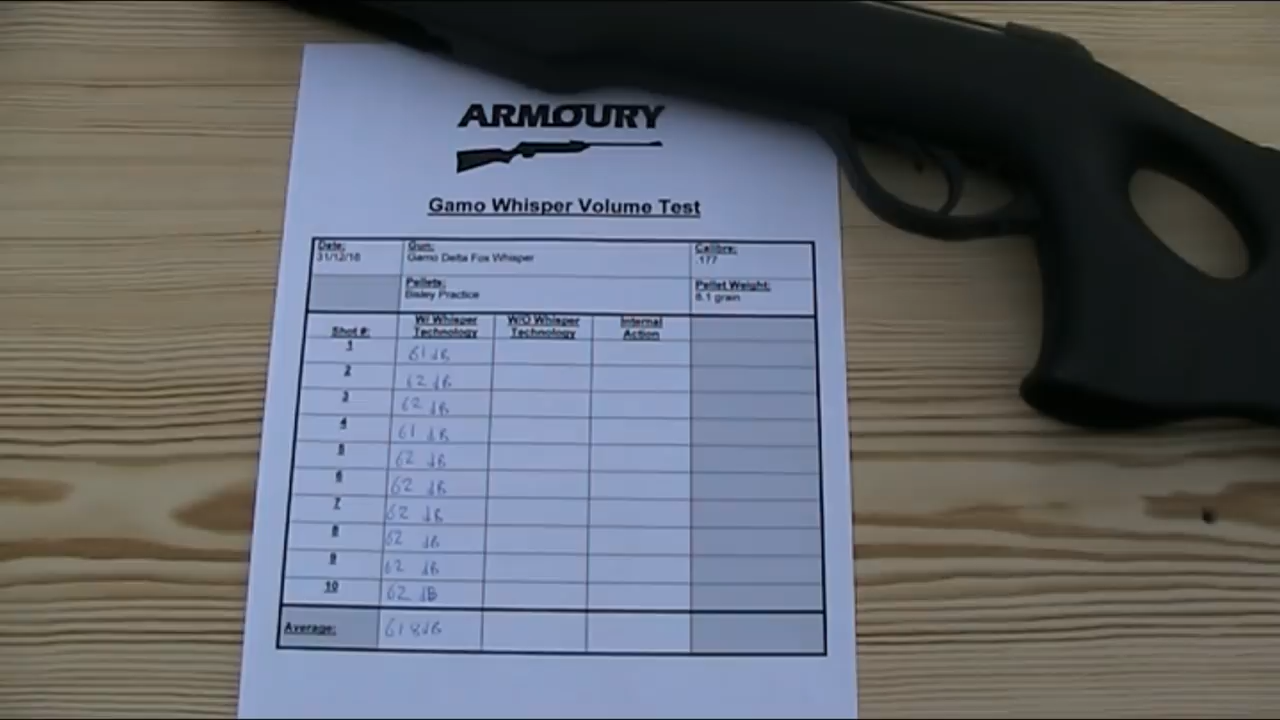 ARMOURY
Gamo Whisper Volume Test
Date: Gun: Calibre:
31/12/16 Gamo Delta Fox Whisper .177
Pellets: Pellet Weight:
Bisley Practice 8.1 grain
W/ Whisper W/O Whisper Internal
Shot #: Technology Technology Action
1 61 dB
2 62 dB
3 62 dB
4 61 dB
5 62 dB
6 62 dB
7 62 dB
8 62 dB
9 62 dB
10 62 dB
Average: 61.8dB